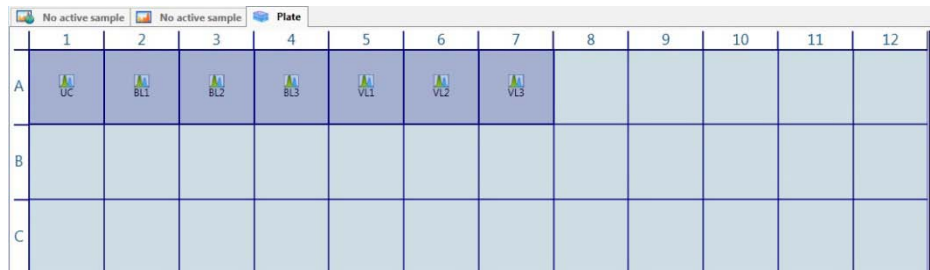 No active sample No active sample Plate
1 2 3 4 5 6 7 8 9 10 11 12
A UC BL1 BL2 BL3 VL1 VL2 VL3
B
C